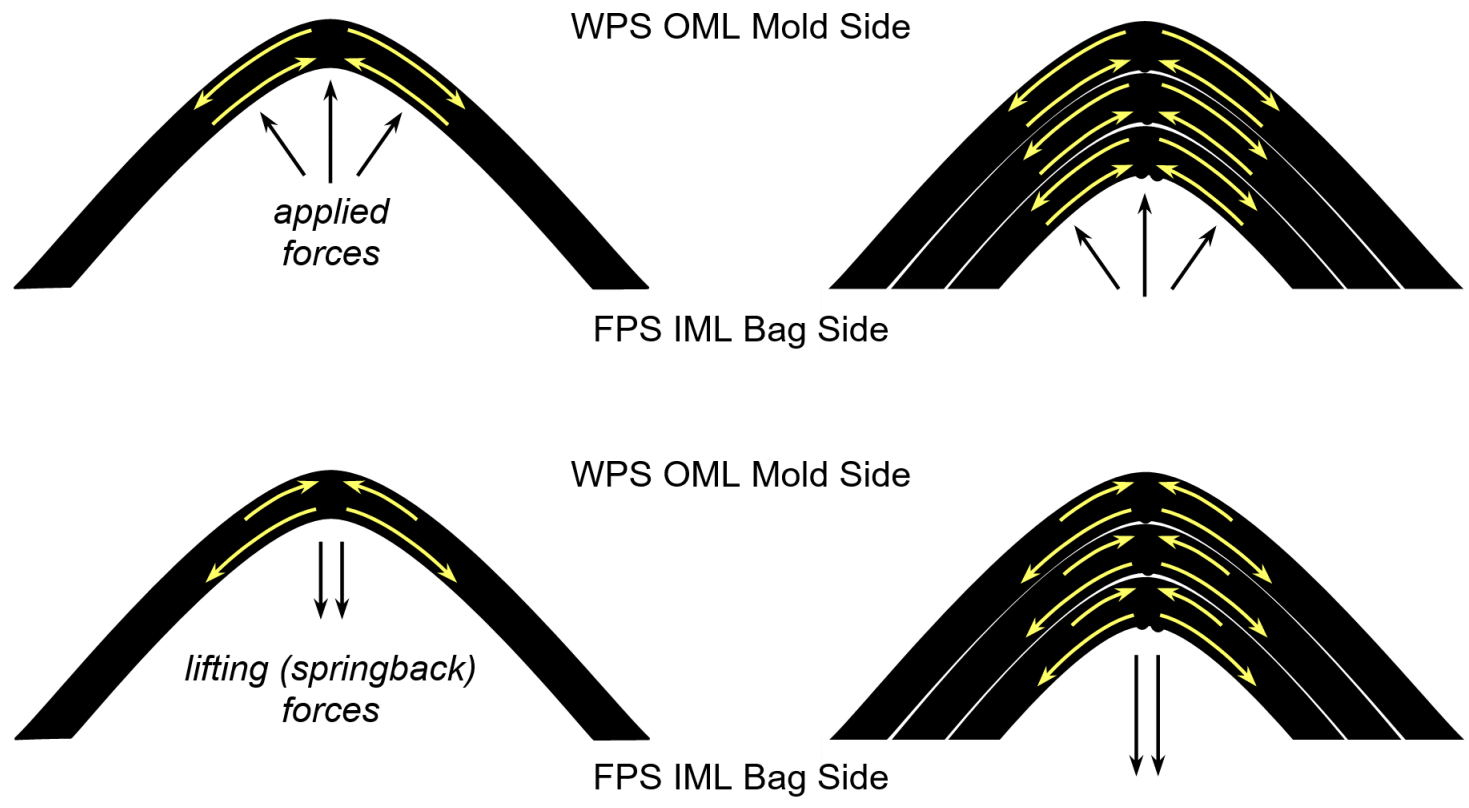 WPS OML Mold Side
applied
forces
FPS IML Bag Side
WPS OML Mold Side
lifting (springback)
forces
FPS IML Bag Side